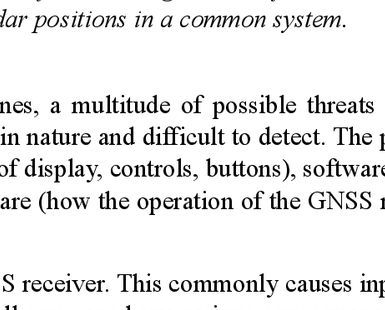 dar positions in a common system.
nes, a multitude of possible threats
in nature and difficult to detect. The p
of display, controls, buttons), software
are (how the operation of the GNSS r
S receiver. This commonly causes inp